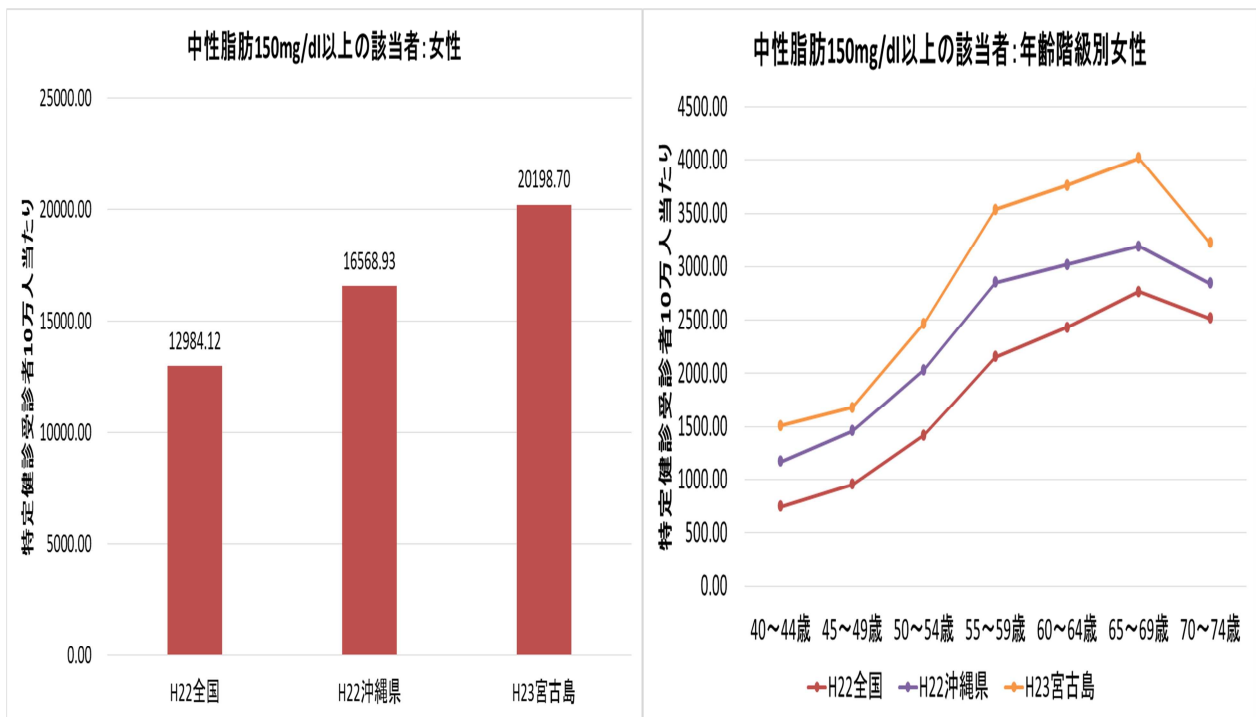 中性脂肪150mg/dl以上の該当者：女性
特定健診受診者10万人当たり
25000.00
20000.00
15000.00
10000.00
5000.00
0.00
12984.12
16568.93
20198.70
H22全国
H22沖縄県
H23宮古島
中性脂肪150mg/dl以上の該当者：年齢階級別女性
特定健診受診者10万人当たり
4500.00
4000.00
3500.00
3000.00
2500.00
2000.00
1500.00
1000.00
500.00
0.00
40～44歳 45～49歳 50～54歳 55～59歳 60～64歳 65～69歳 70～74歳
H22全国 H22沖縄県 H23宮古島